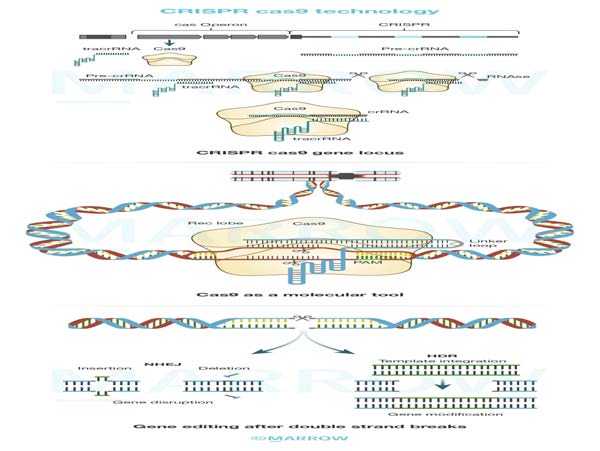 CRISPR cas9 technology
cas Operon CRISPR
tracrRNA Cas9 Pre-crRNA
Pre-crRNA tracrRNA Cas9 RNAse
Cas9 crRNA
tracrRNA
CRISPR cas9 gene locus
MARROW
Rec lobe Cas9
Linker
loop
PAM
Cas9 as a molecular tool
NHEJ
Insertion Deletion
Gene disruption
HDR
Template integration
Gene modification
MARROW
Gene editing after double strand breaks
©MARROW